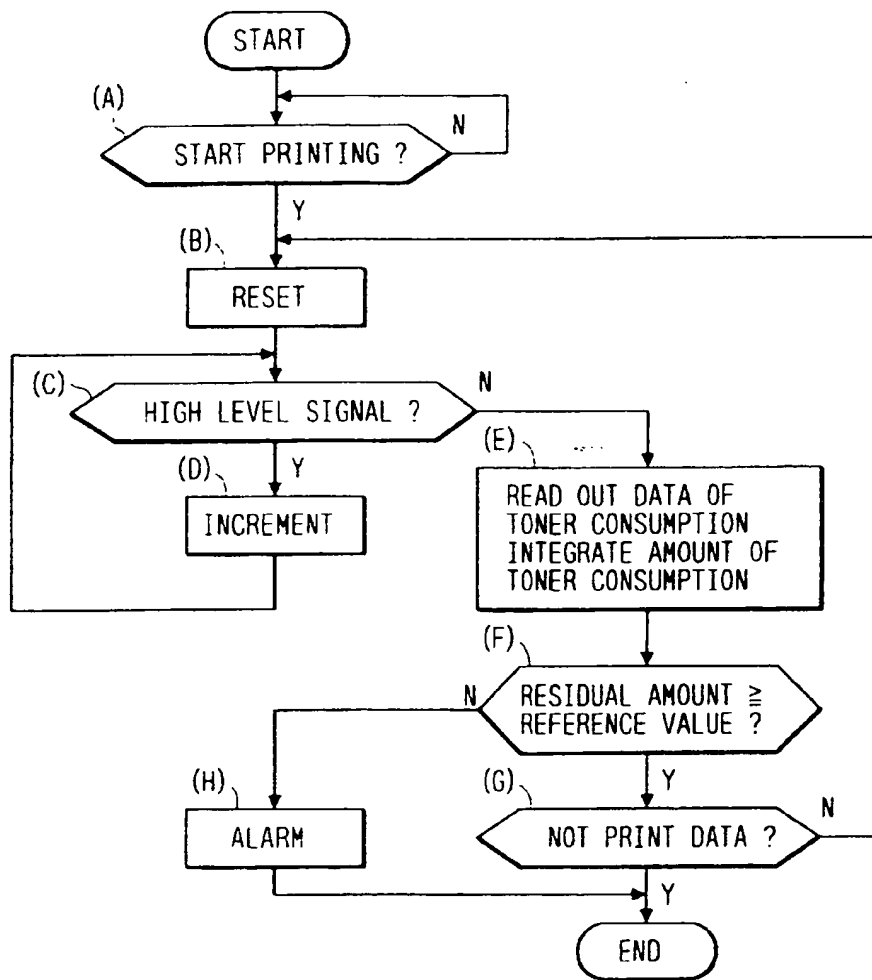 START
(A)
N
START PRINTING ?
Y
(B)
RESET
(C)
N
HIGH LEVEL SIGNAL ?
Y
(D)
(E)
INCREMENT
READ OUT DATA OF
TONER CONSUMPTION
INTEGRATE AMOUNT OF
TONER CONSUMPTION
(F)
N
RESIDUAL AMOUNT ≧
REFERENCE VALUE ?
Y
(H)
(G)
N
ALARM
NOT PRINT DATA ?
Y
END